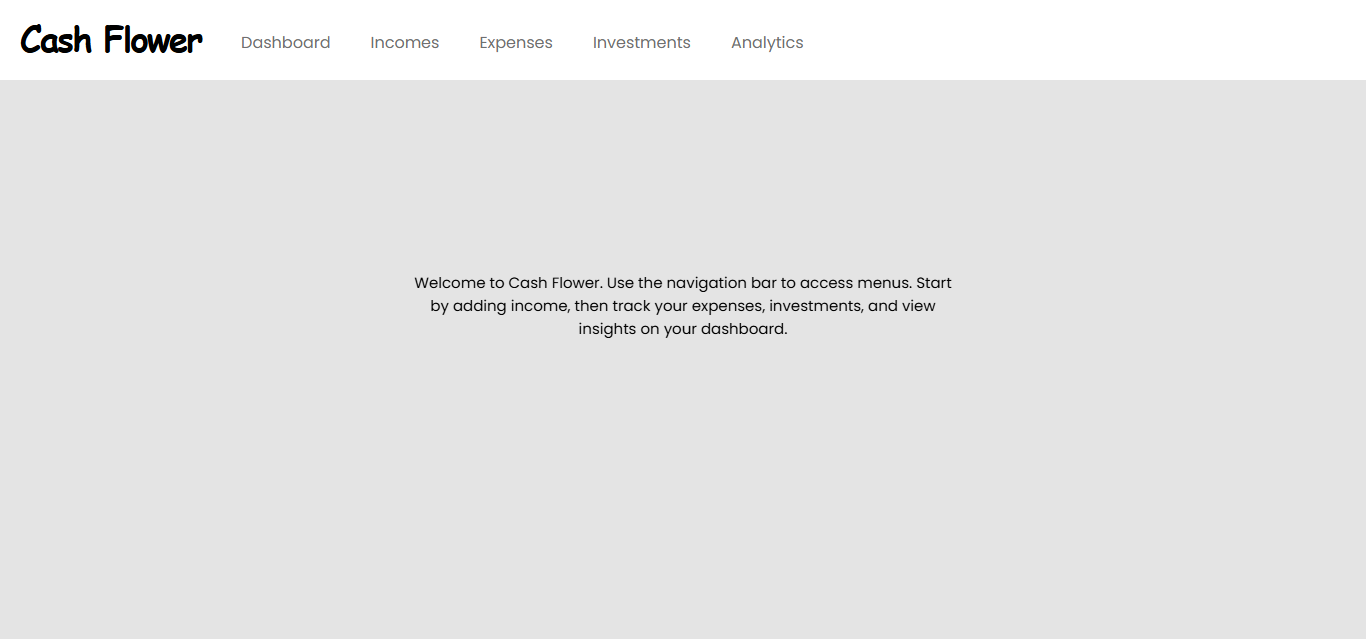 Cash Flower Dashboard Incomes Expenses Investments Analytics
Welcome to Cash Flower. Use the navigation bar to access menus. Start
by adding income, then track your expenses, investments, and view
insights on your dashboard.